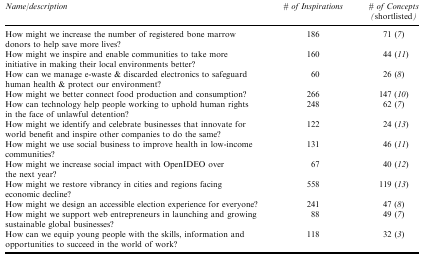 Name/description # of Inspirations # of Concepts
(shortlisted)
How might we increase the number of registered bone marrow 186 71 (7)
donors to help save more lives?
How might we inspire and enable communities to take more 160 44 (11)
initiative in making their local environments better?
How can we manage e-waste & discarded electronics to safeguard 60 26 (8)
human health & protect our environment?
How might we better connect food production and consumption? 266 147 (10)
How can technology help people working to uphold human rights 248 62 (7)
in the face of unlawful detention?
How might we identify and celebrate businesses that innovate for 122 24 (13)
world benefit and inspire other companies to do the same?
How might we use social business to improve health in low-income 131 46 (11)
communities?
How might we increase social impact with OpenIDEO over 67 40 (12)
the next year?
How might we restore vibrancy in cities and regions facing 558 119 (13)
economic decline?
How might we design an accessible election experience for everyone? 241 47 (8)
How might we support web entrepreneurs in launching and growing 88 49 (7)
sustainable global businesses?
How can we equip young people with the skills, information and 118 32 (3)
opportunities to succeed in the world of work?